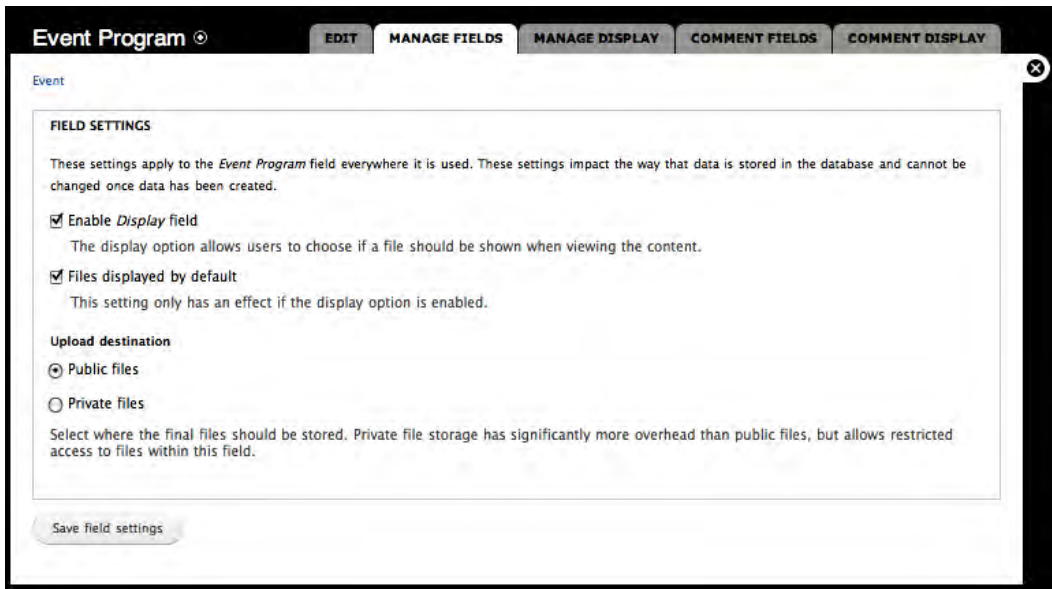 Event Program
EDIT
MANAGE FIELDS
MANAGE DISPLAY
COMMENT FIELDS
COMMENT DISPLAY
Event
FIELD SETTINGS
These settings apply to the Event Program field everywhere it is used. These settings impact the way that data is stored in the database and cannot be
changed once data has been created.
Enable Display field
The display option allows users to choose if a file should be shown when viewing the content.
Files displayed by default
This setting only has an effect if the display option is enabled.
Upload destination
Public files
Private files
Select where the final files should be stored. Private file storage has significantly more overhead than public files, but allows restricted
access to files within this field.
Save field settings